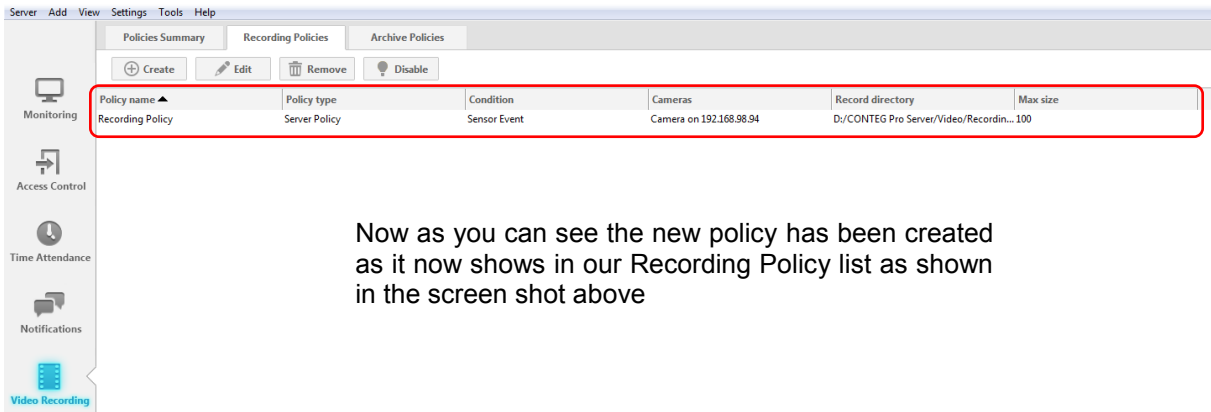 Server Add View Settings Tools Help
Policies Summary Recording Policies Archive Policies
Create Edit Remove Disable
Policy name Policy type Condition Cameras Record directory Max size
Recording Policy Server Policy Sensor Event Camera on 192.168.98.94 D:/CONTEG Pro Server/Video/Recordin... 100
Monitoring
Access Control
Time Attendance
Notifications
Video Recording
Now as you can see the new policy has been created
as it now shows in our Recording Policy list as shown
in the screen shot above